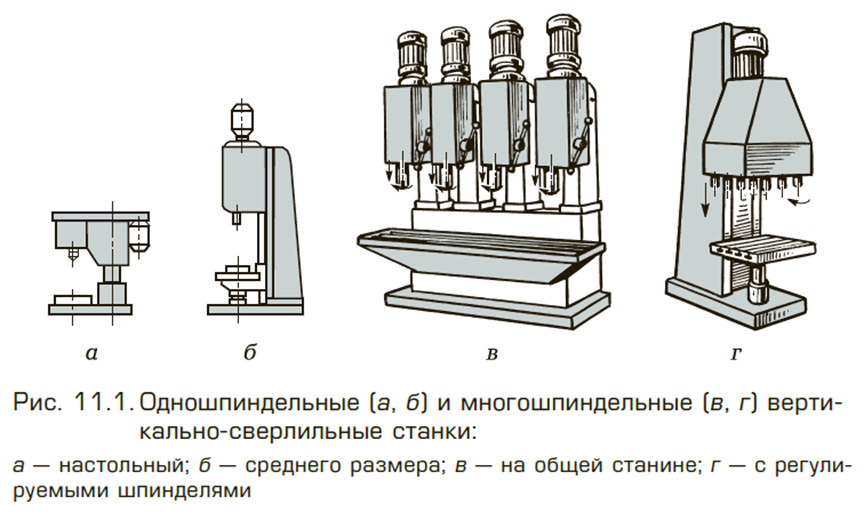 а б в г
Рис. 11.1. Одношпиндельные (а, б) и многошпиндельные (в, г) верти-
кально-сверлильные станки:
а — настольный; б — среднего размера; в — на общей станине; г — с регули-
руемыми шпинделями